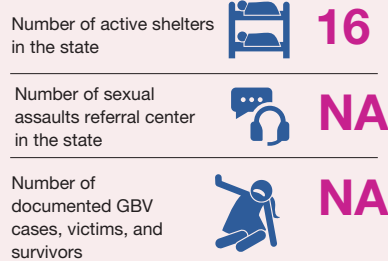 Number of active shelters
in the state
16
Number of sexual
assaults referral center
in the state
NA
Number of
documented GBV
cases, victims, and
survivors
NA